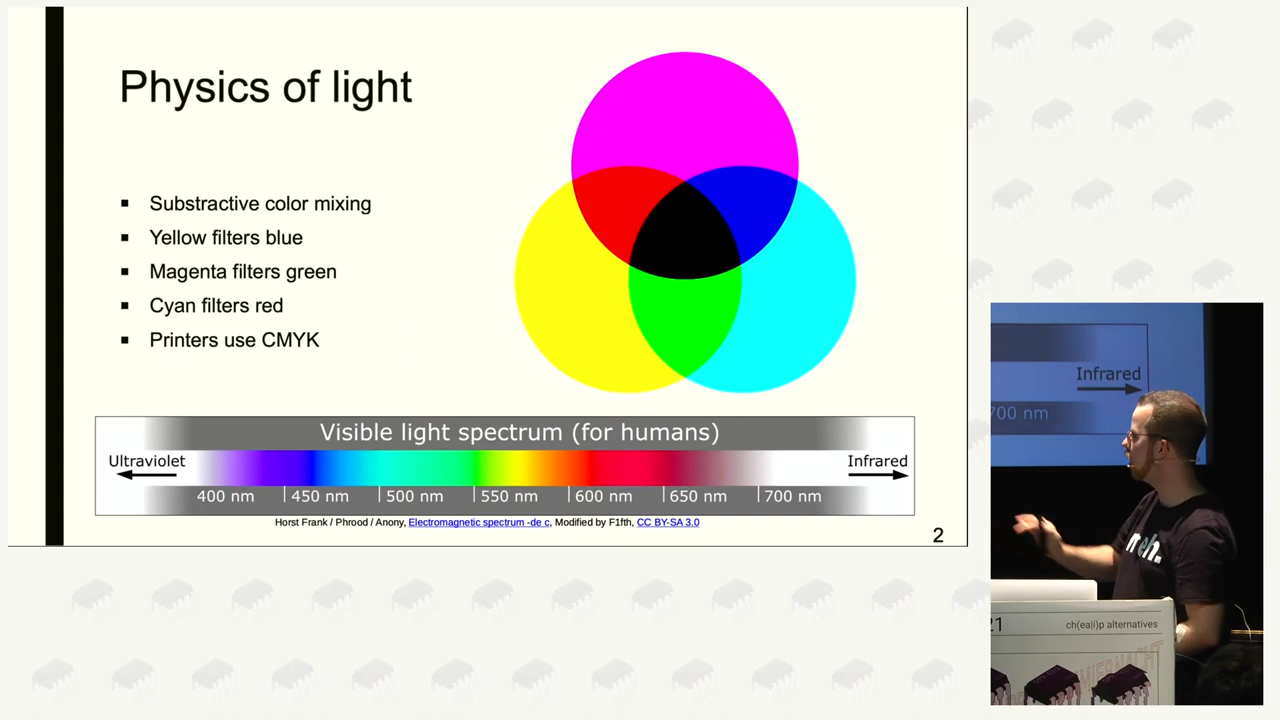 Physics of light
Substractive color mixing
Yellow filters blue
Magenta filters green
Cyan filters red
Printers use CMYK
Visible light spectrum (for humans)
Ultraviolet
Infrared
400 nm
450 nm
500 nm
550 nm
600 nm
650 nm
700 nm
Horst Frank / Phrood / Anony, Electromagnetic spectrum -de c, Modified by F1fth, CC BY-SA 3.0
2
Infrared
700 nm
meh.
21
ch(ea|i)p alternatives